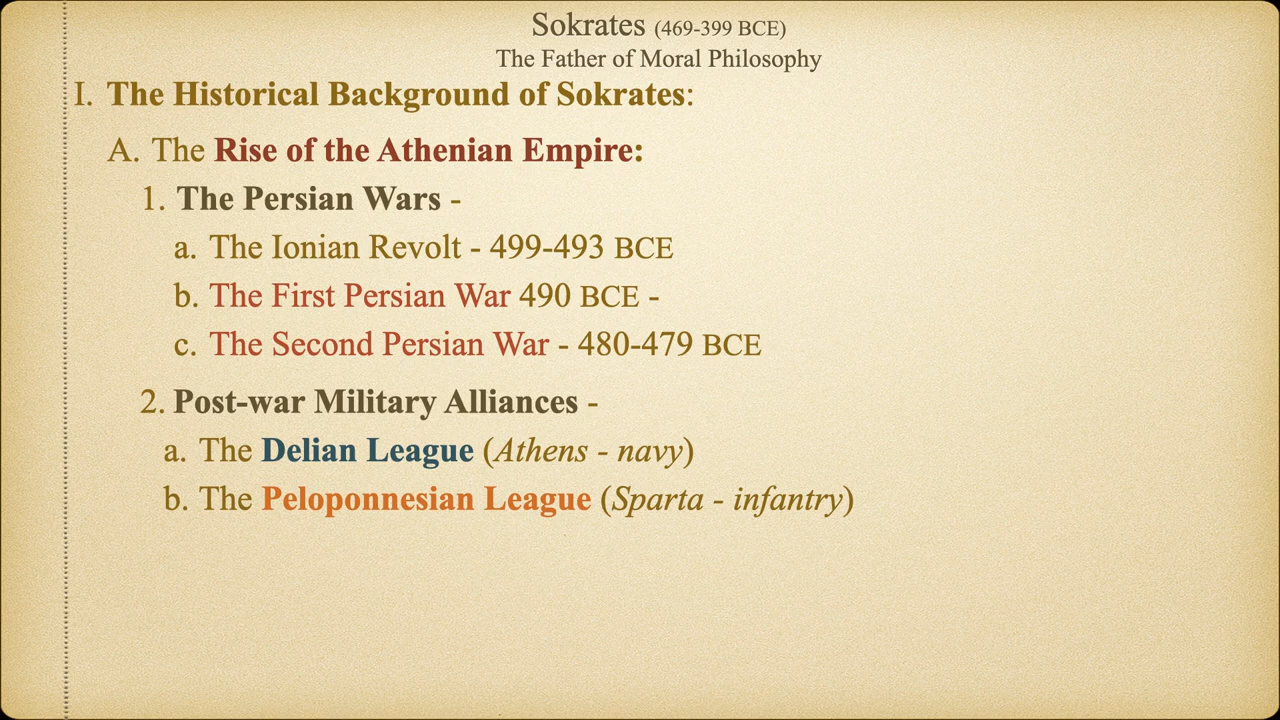 Sokrates (469-399 BCE)
The Father of Moral Philosophy
I. The Historical Background of Sokrates:
A. The Rise of the Athenian Empire:
1. The Persian Wars -
a. The Ionian Revolt - 499-493 BCE
b. The First Persian War 490 BCE -
c. The Second Persian War - 480-479 BCE
2. Post-war Military Alliances -
a. The Delian League (Athens - navy)
b. The Peloponnesian League (Sparta - infantry)